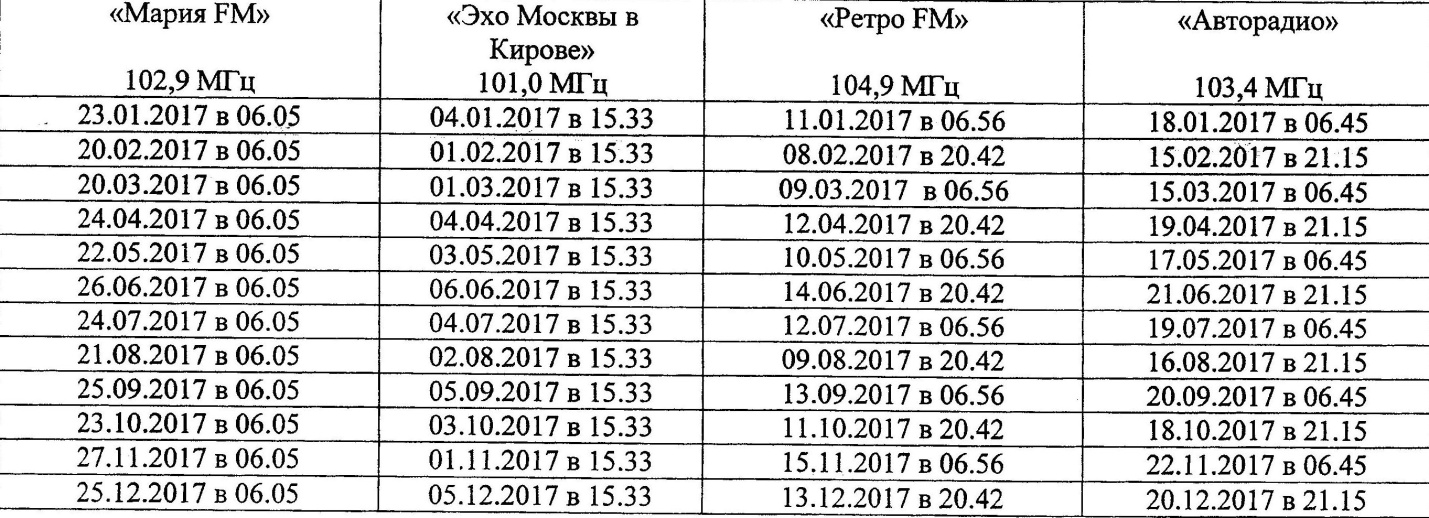 «Мария FM» «Эхо Москвы в «Ретро FM» «Авторадио»
Кирове»
102,9 МГц 101,0 МГц 104,9 МГц 103,4 МГц
23.01.2017 в 06.05 04.01.2017 в 15.33 11.01.2017 в 06.56 18.01.2017 в 06.45
20.02.2017 в 06.05 01.02.2017 в 15.33 08.02.2017 в 20.42 15.02.2017 в 21.15
20.03.2017 в 06.05 01.03.2017 в 15.33 09.03.2017 в 06.56 15.03.2017 в 06.45
24.04.2017 в 06.05 04.04.2017 в 15.33 12.04.2017 в 20.42 19.04.2017 в 21.15
22.05.2017 в 06.05 03.05.2017 в 15.33 10.05.2017 в 06.56 17.05.2017 в 06.45
26.06.2017 в 06.05 06.06.2017 в 15.33 14.06.2017 в 20.42 21.06.2017 в 21.15
24.07.2017 в 06.05 04.07.2017 в 15.33 12.07.2017 в 06.56 19.07.2017 в 06.45
21.08.2017 в 06.05 02.08.2017 в 15.33 09.08.2017 в 20.42 16.08.2017 в 21.15
25.09.2017 в 06.05 05.09.2017 в 15.33 13.09.2017 в 06.56 20.09.2017 в 06.45
23.10.2017 в 06.05 03.10.2017 в 15.33 11.10.2017 в 20.42 18.10.2017 в 21.15
27.11.2017 в 06.05 01.11.2017 в 15.33 15.11.2017 в 06.56 22.11.2017 в 06.45
25.12.2017 в 06.05 05.12.2017 в 15.33 13.12.2017 в 20.42 20.12.2017 в 21.15